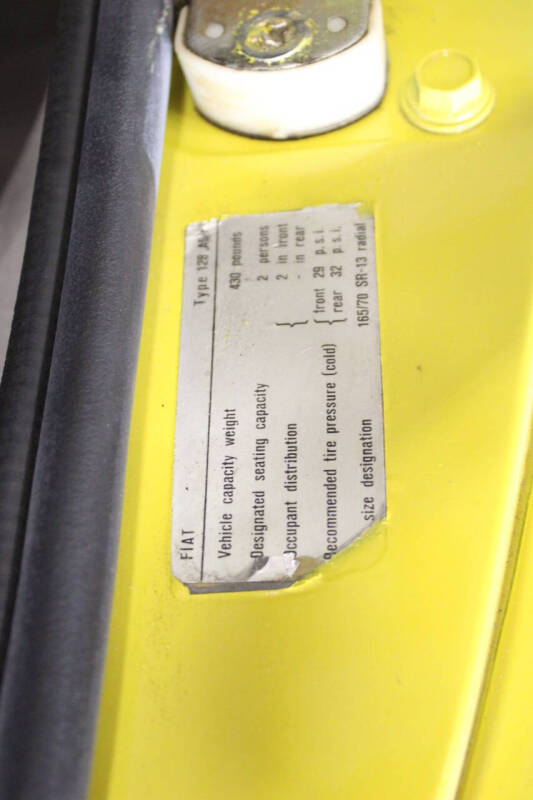 FIAT Type 128 AS
Vehicle capacity weight 430 pounds
Designated seating capacity 2 persons
Occupant distribution { 2 in front
- in rear
Recommended tire pressure (cold) { front 29 p.s.i.
rear 32 p.s.i.
size designation 165/70 SR-13 radial